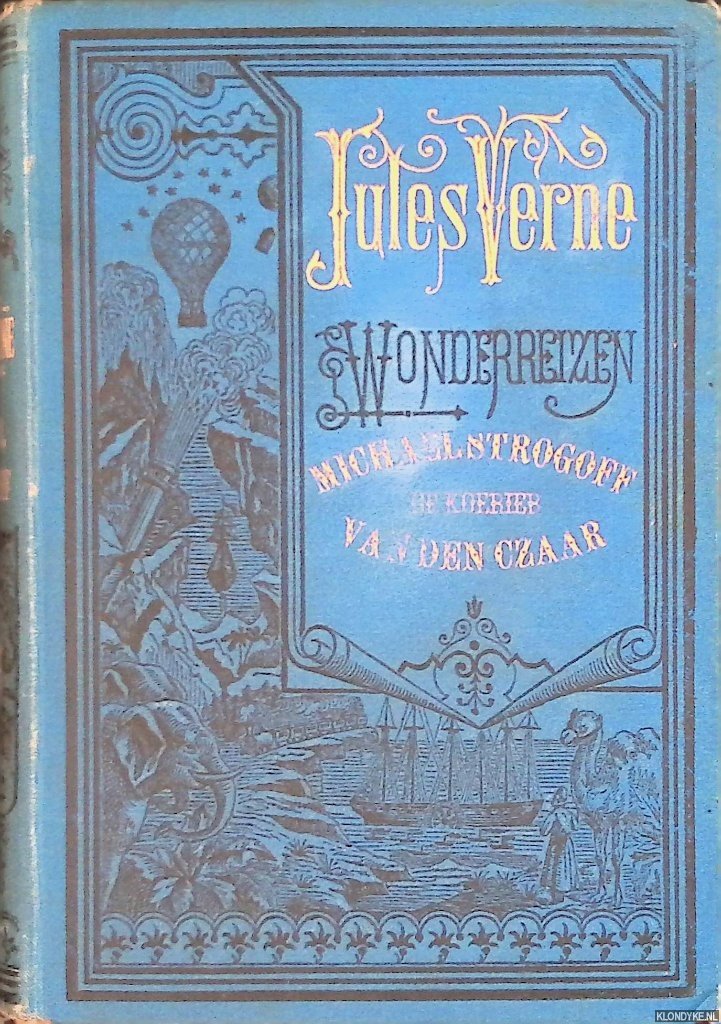 Jules Verne
WONDERREIZEN
MICHAEL STROGOFF
DE KOERIER
VAN DEN CZAAR
KLONDYKE.NL